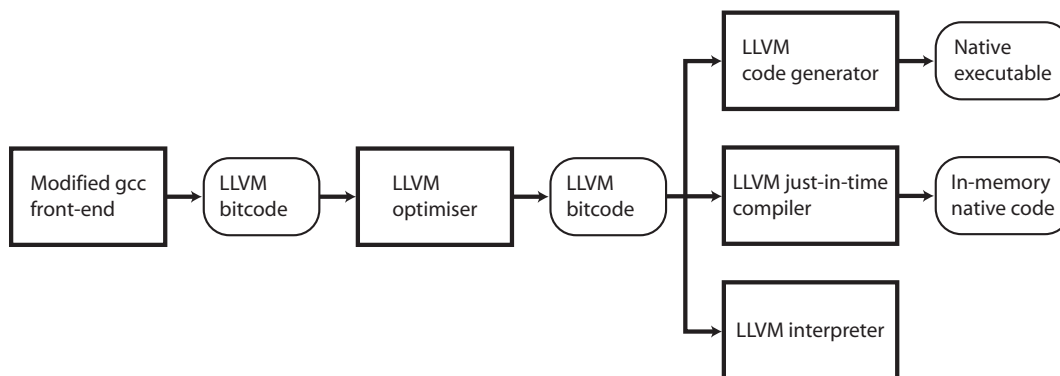 Modified gcc
front-end
LLVM
bitcode
LLVM
optimiser
LLVM
bitcode
LLVM
code generator
Native
executable
LLVM just-in-time
compiler
In-memory
native code
LLVM interpreter